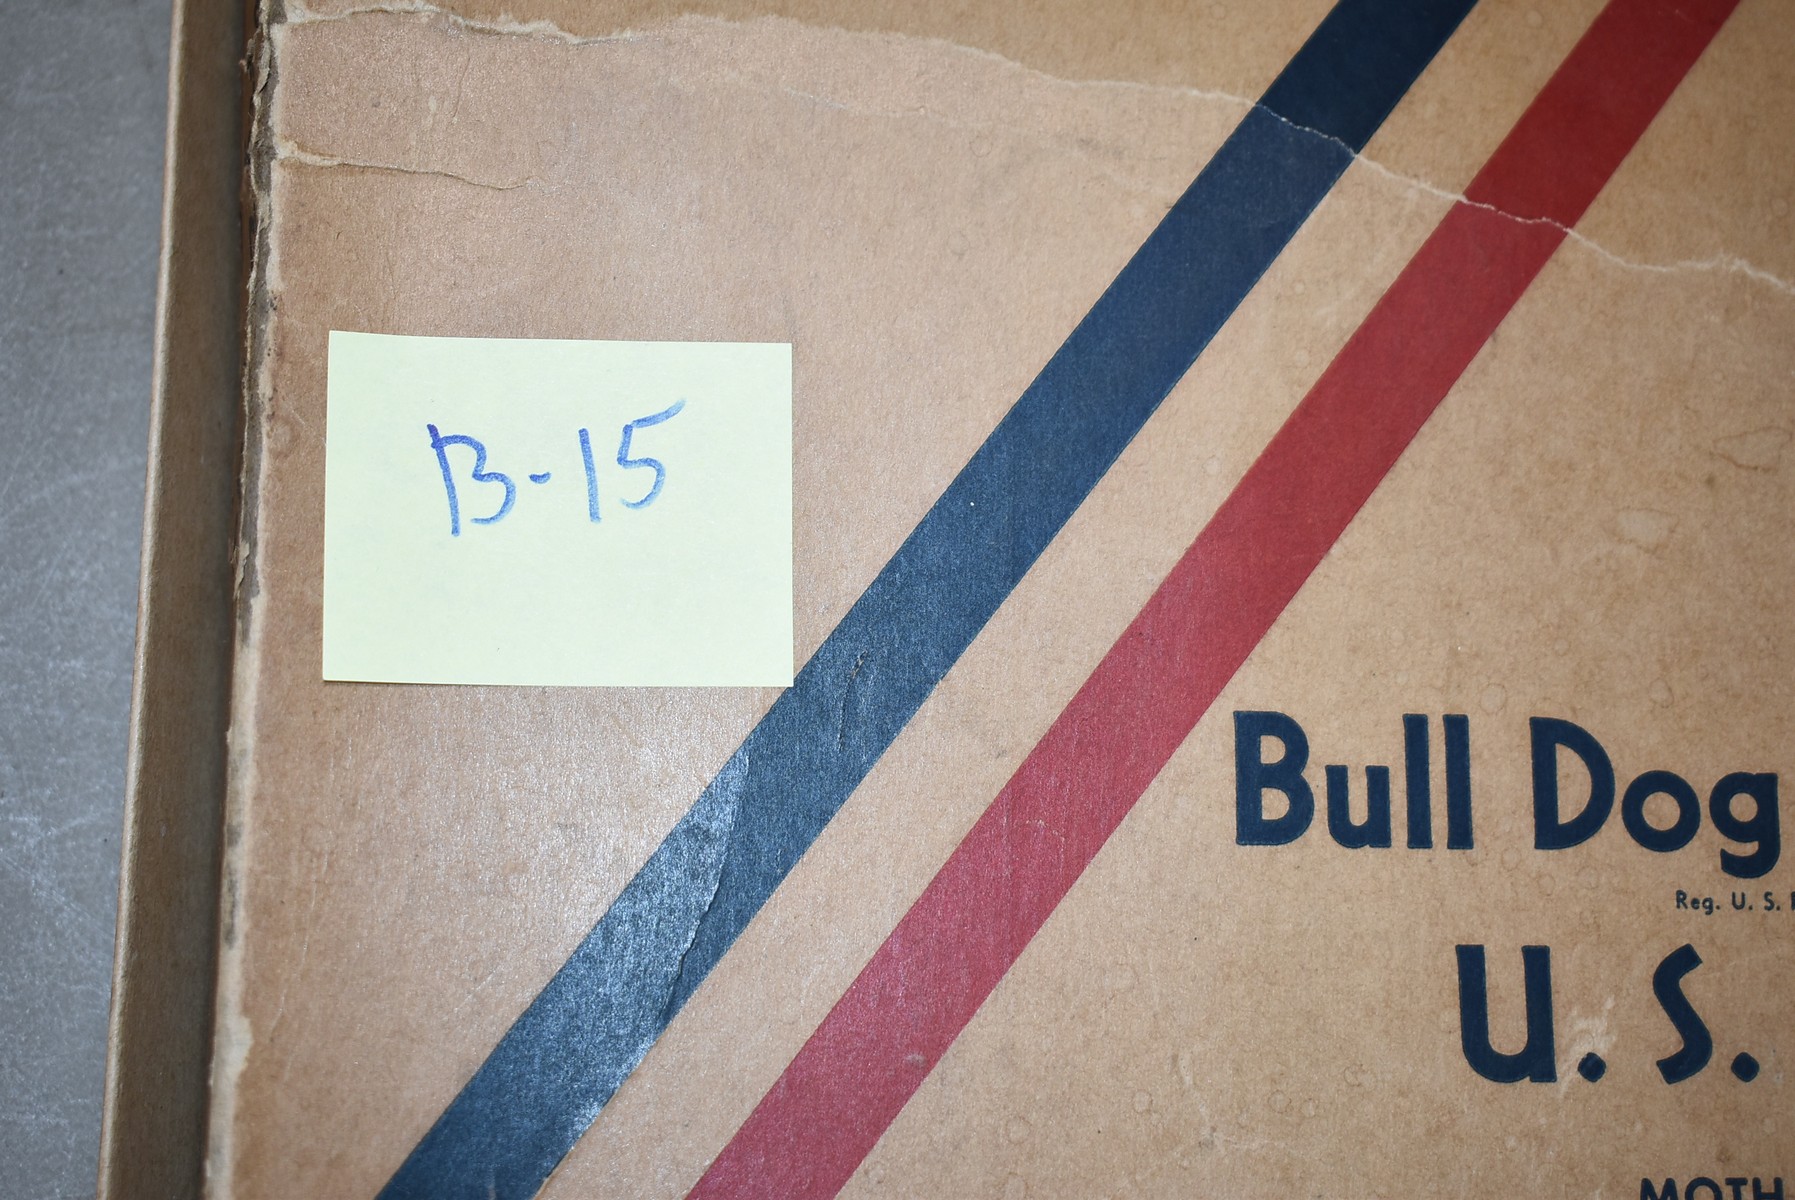 B-15
Bull Dog
Reg. U. S.
U. S.
MOTH